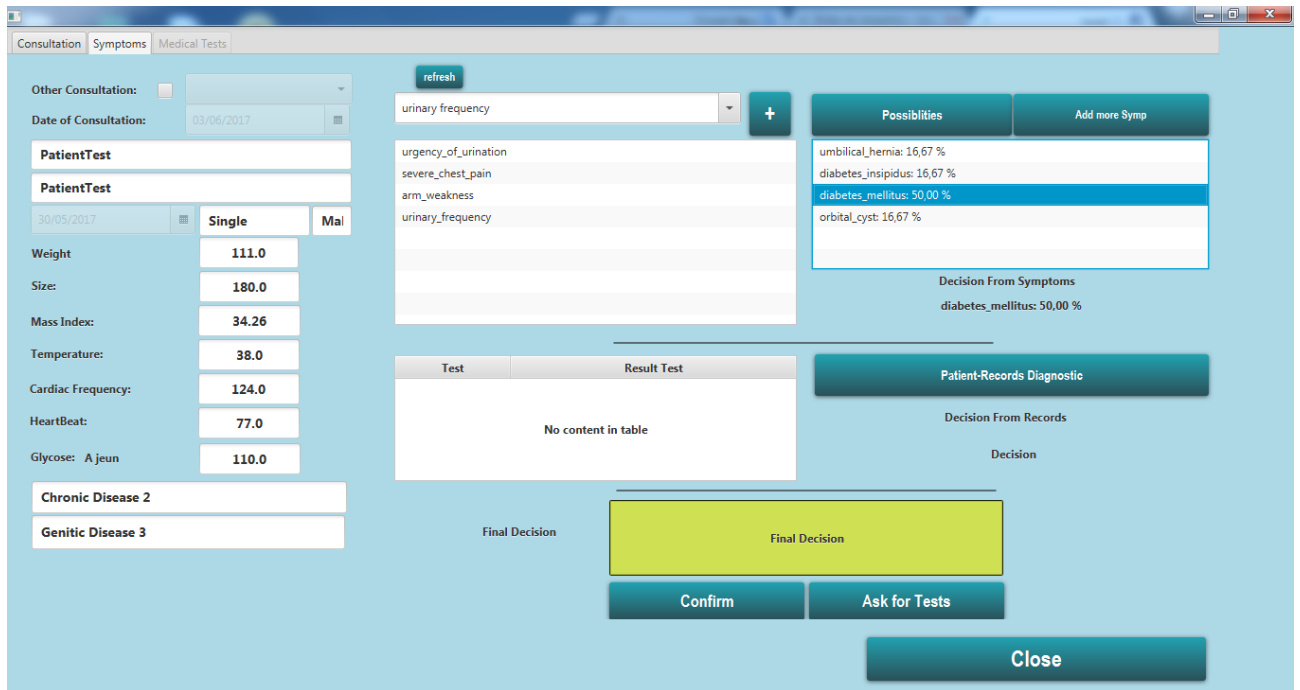 Consultation
Symptoms
Medical Tests
Other Consultation:
Date of Consultation:
03/06/2017
PatientTest
PatientTest
30/05/2017
Single
Mal
Weight
111.0
Size:
180.0
Mass Index:
34.26
Temperature:
38.0
Cardiac Frequency:
124.0
HeartBeat:
77.0
Glycose: A jeun
110.0
Chronic Disease 2
Genitic Disease 3
refresh
urinary frequency
+
urgency_of_urination
severe_chest_pain
arm_weakness
urinary_frequency
Possiblities
Add more Symp
umbilical_hernia: 16,67 %
diabetes_insipidus: 16,67 %
diabetes_mellitus: 50,00 %
orbital_cyst: 16,67 %
Decision From Symptoms
diabetes_mellitus: 50,00 %
Test
Result Test
No content in table
Patient-Records Diagnostic
Decision From Records
Decision
Final Decision
Final Decision
Confirm
Ask for Tests
Close